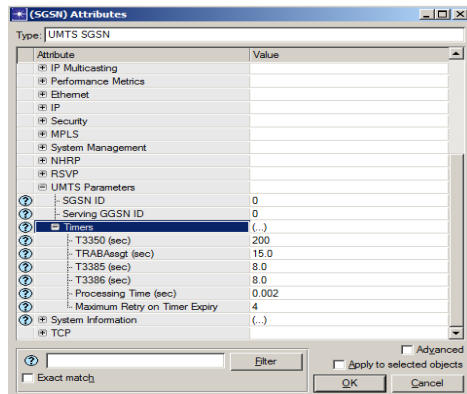 (SGSN) Attributes
Type: UMTS SGSN
Attribute Value
IP Multicasting
Performance Metrics
Ethernet
IP
Security
MPLS
System Management
NHRP
RSVP
UMTS Parameters
SGSN ID 0
Serving GGSN ID 0
Timers (...)
T3350 (sec) 200
TRABAssgt (sec) 15.0
T3385 (sec) 8.0
T3386 (sec) 8.0
Processing Time (sec) 0.002
Maximum Retry on Timer Expiry 4
System Information (...)
TCP
Advanced
Filter
Apply to selected objects
Exact match
OK Cancel